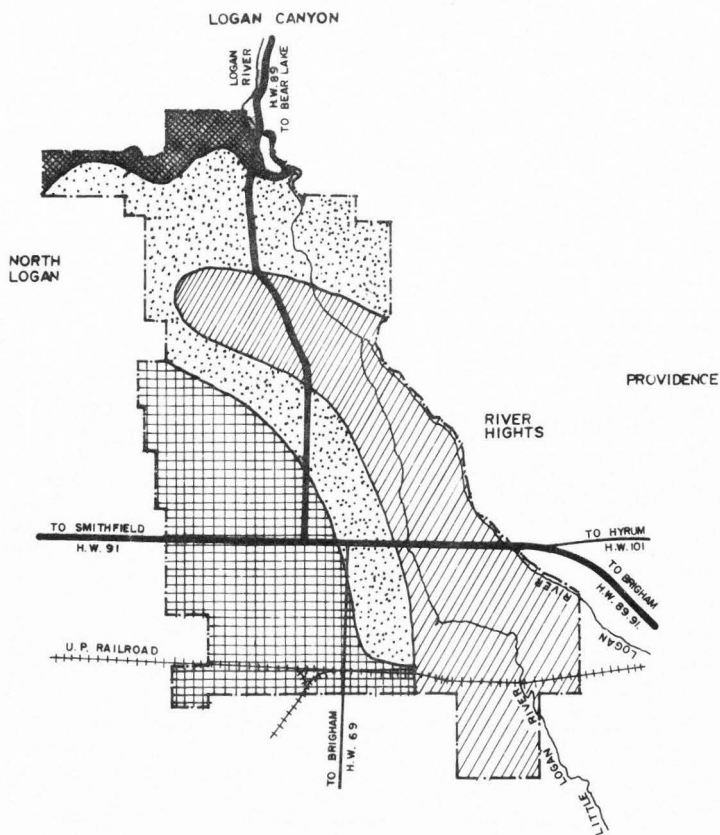 LOGAN CANYON
LOGAN
RIVER
H.W. 89
TO BEAR LAKE
NORTH
LOGAN
PROVIDENCE
RIVER
HIGHTS
TO SMITHFIELD
H.W. 91
TO HYRUM
H.W. 101
TO BRIGHAM
H.W. 89.91
LOGAN RIVER
U.P. RAILROAD
TO BRIGHAM
H.W. 69
LITTLE LOGAN RIVER